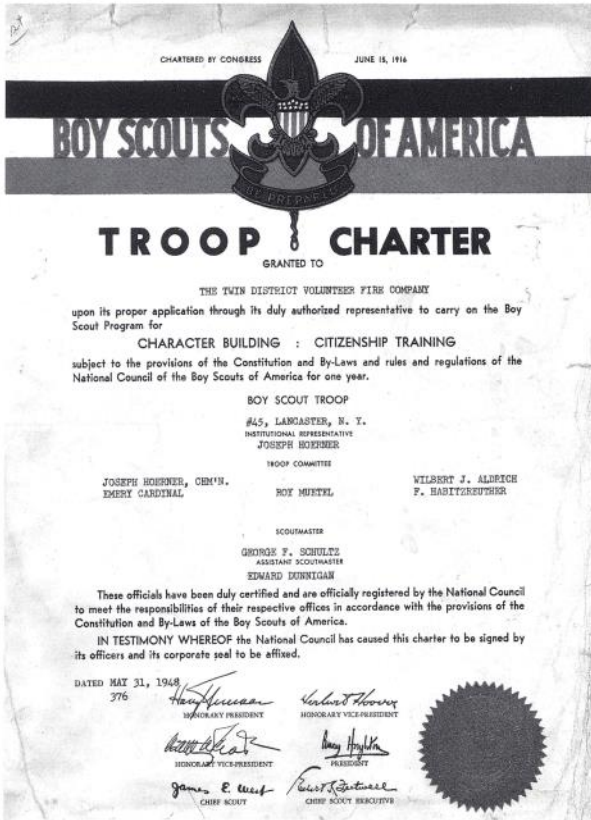 CHARTERED BY CONGRESS JUNE 15, 1916
BOY SCOUTS OF AMERICA
BE PREPARED
TROOP CHARTER
GRANTED TO
THE TWIN DISTRICT VOLUNTEER FIRE COMPANY
upon its proper application through its duly authorized representative to carry on the Boy
Scout Program for
CHARACTER BUILDING : CITIZENSHIP TRAINING
subject to the provisions of the Constitution and By-Laws and rules and regulations of the
National Council of the Boy Scouts of America for one year.
BOY SCOUT TROOP
#45, LANCASTER, N. Y.
INSTITUTIONAL REPRESENTATIVE
JOSEPH HOERNER
TROOP COMMITTEE
JOSEPH HOERNER, CHM'N. WILBERT J. ALDRICH
EMERY CARDINAL ROY MUETEL F. HABITZREUTHER
SCOUTMASTER
GEORGE F. SCHULTZ
ASSISTANT SCOUTMASTER
EDWARD DUNNIGAN
These officials have been duly certified and are officially registered by the National Council
to meet the responsibilities of their respective offices in accordance with the provisions of the
Constitution and By-Laws of the Boy Scouts of America.
IN TESTIMONY WHEREOF the National Council has caused this charter to be signed by
its officers and its corporate seal to be affixed.
DATED MAY 31, 1948
376
Harry Truman Herbert Hoover
HONORARY PRESIDENT HONORARY VICE-PRESIDENT
Amory Houghton
HONORARY VICE-PRESIDENT PRESIDENT
James E. West
CHIEF SCOUT CHIEF SCOUT EXECUTIVE